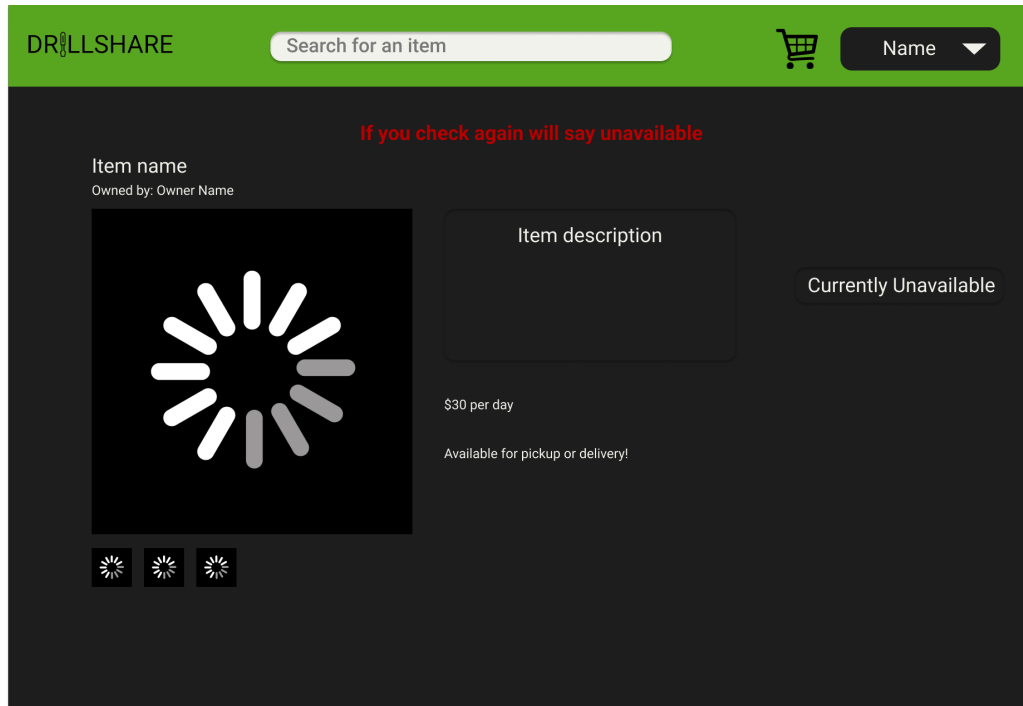 DRILLSHARE
Search for an item
Name
If you check again will say unavailable
Item name
Owned by: Owner Name
Item description
Currently Unavailable
$30 per day
Available for pickup or delivery!